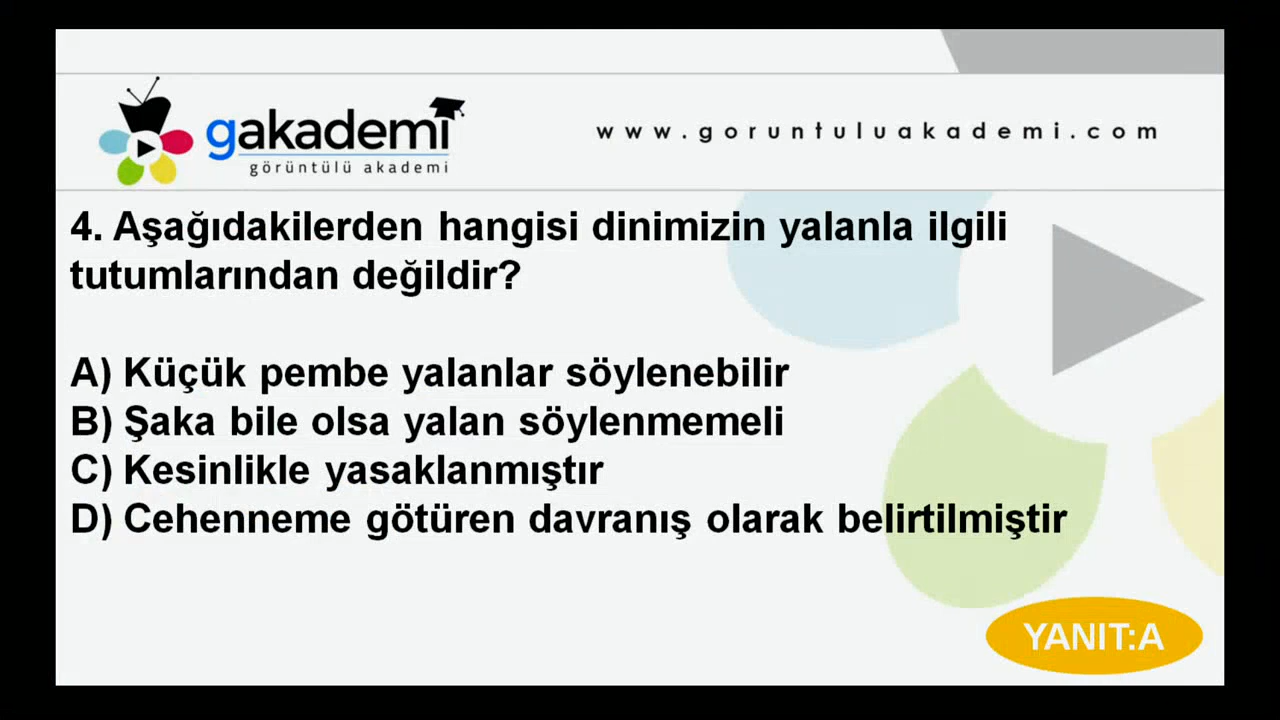 gakademi
görüntülü akademi
www.goruntuluakademi.com
4. Aşağıdakilerden hangisi dinimizin yalanla ilgili
tutumlarından değildir?
A) Küçük pembe yalanlar söylenebilir
B) Şaka bile olsa yalan söylenmemeli
C) Kesinlikle yasaklanmıştır
D) Cehenneme götüren davranış olarak belirtilmiştir
YANIT:A